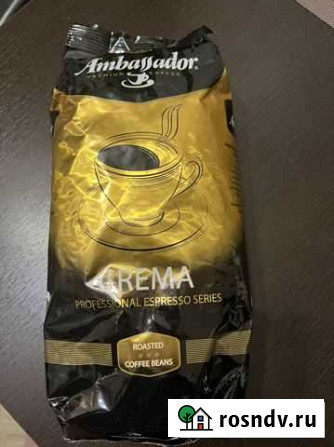 Ambassador
PREMIUM COFFEE
CREMA
PROFESSIONAL ESPRESSO SERIES
ROASTED
COFFEE BEANS
rosndv.ru